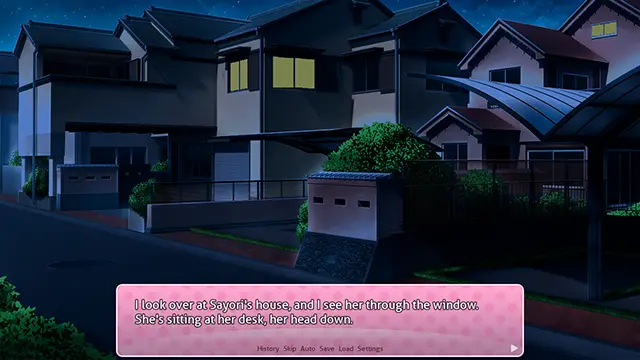 I look over at Sayori's house, and I see her through the window.
She's sitting at her desk, her head down.
History Skip Auto Save Load Settings